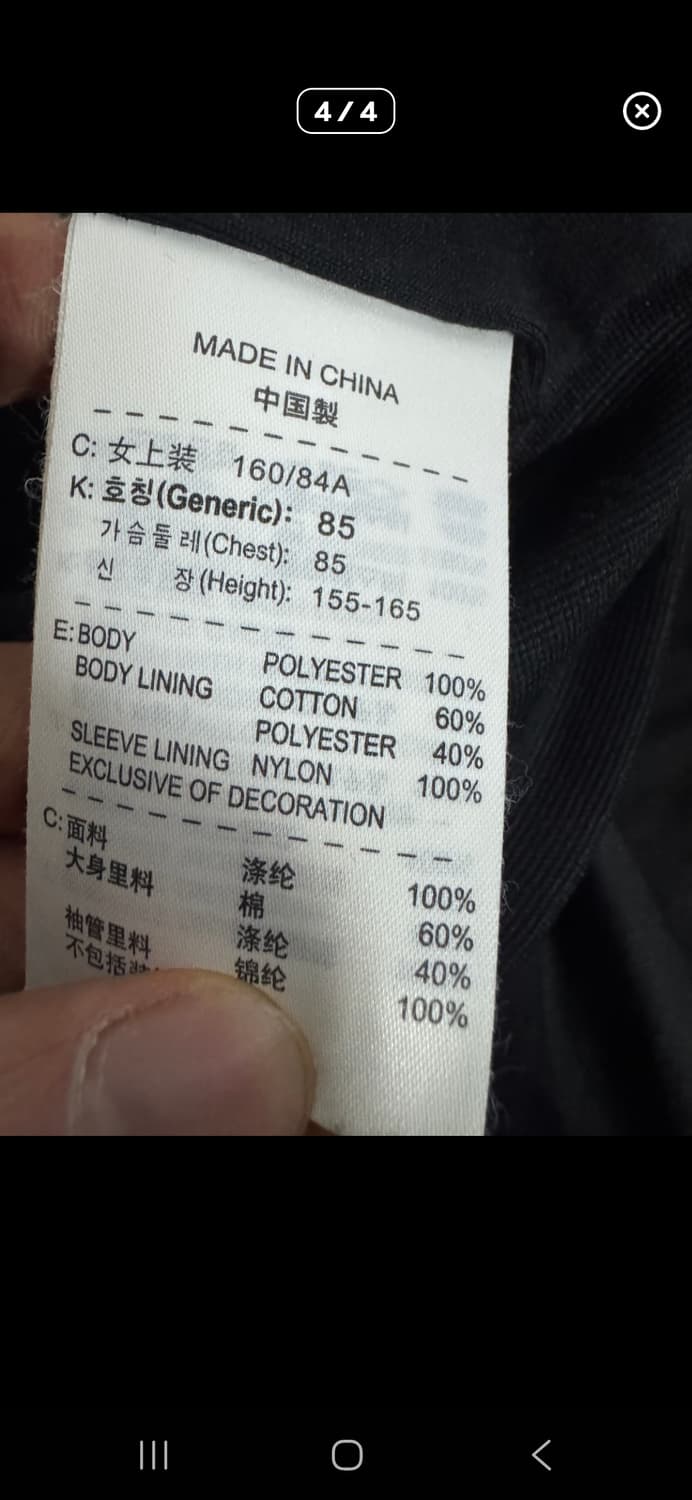 4/4
MADE IN CHINA
中国製
C: 女上装 160/84A
K: 호칭(Generic): 85
가슴둘레(Chest): 85
신 장(Height): 155-165
E: BODY POLYESTER 100%
BODY LINING COTTON 60%
POLYESTER 40%
SLEEVE LINING NYLON 100%
EXCLUSIVE OF DECORATION
C: 面料 涤纶 100%
大身里料 棉 60%
涤纶 40%
袖管里料 锦纶 100%
不包括